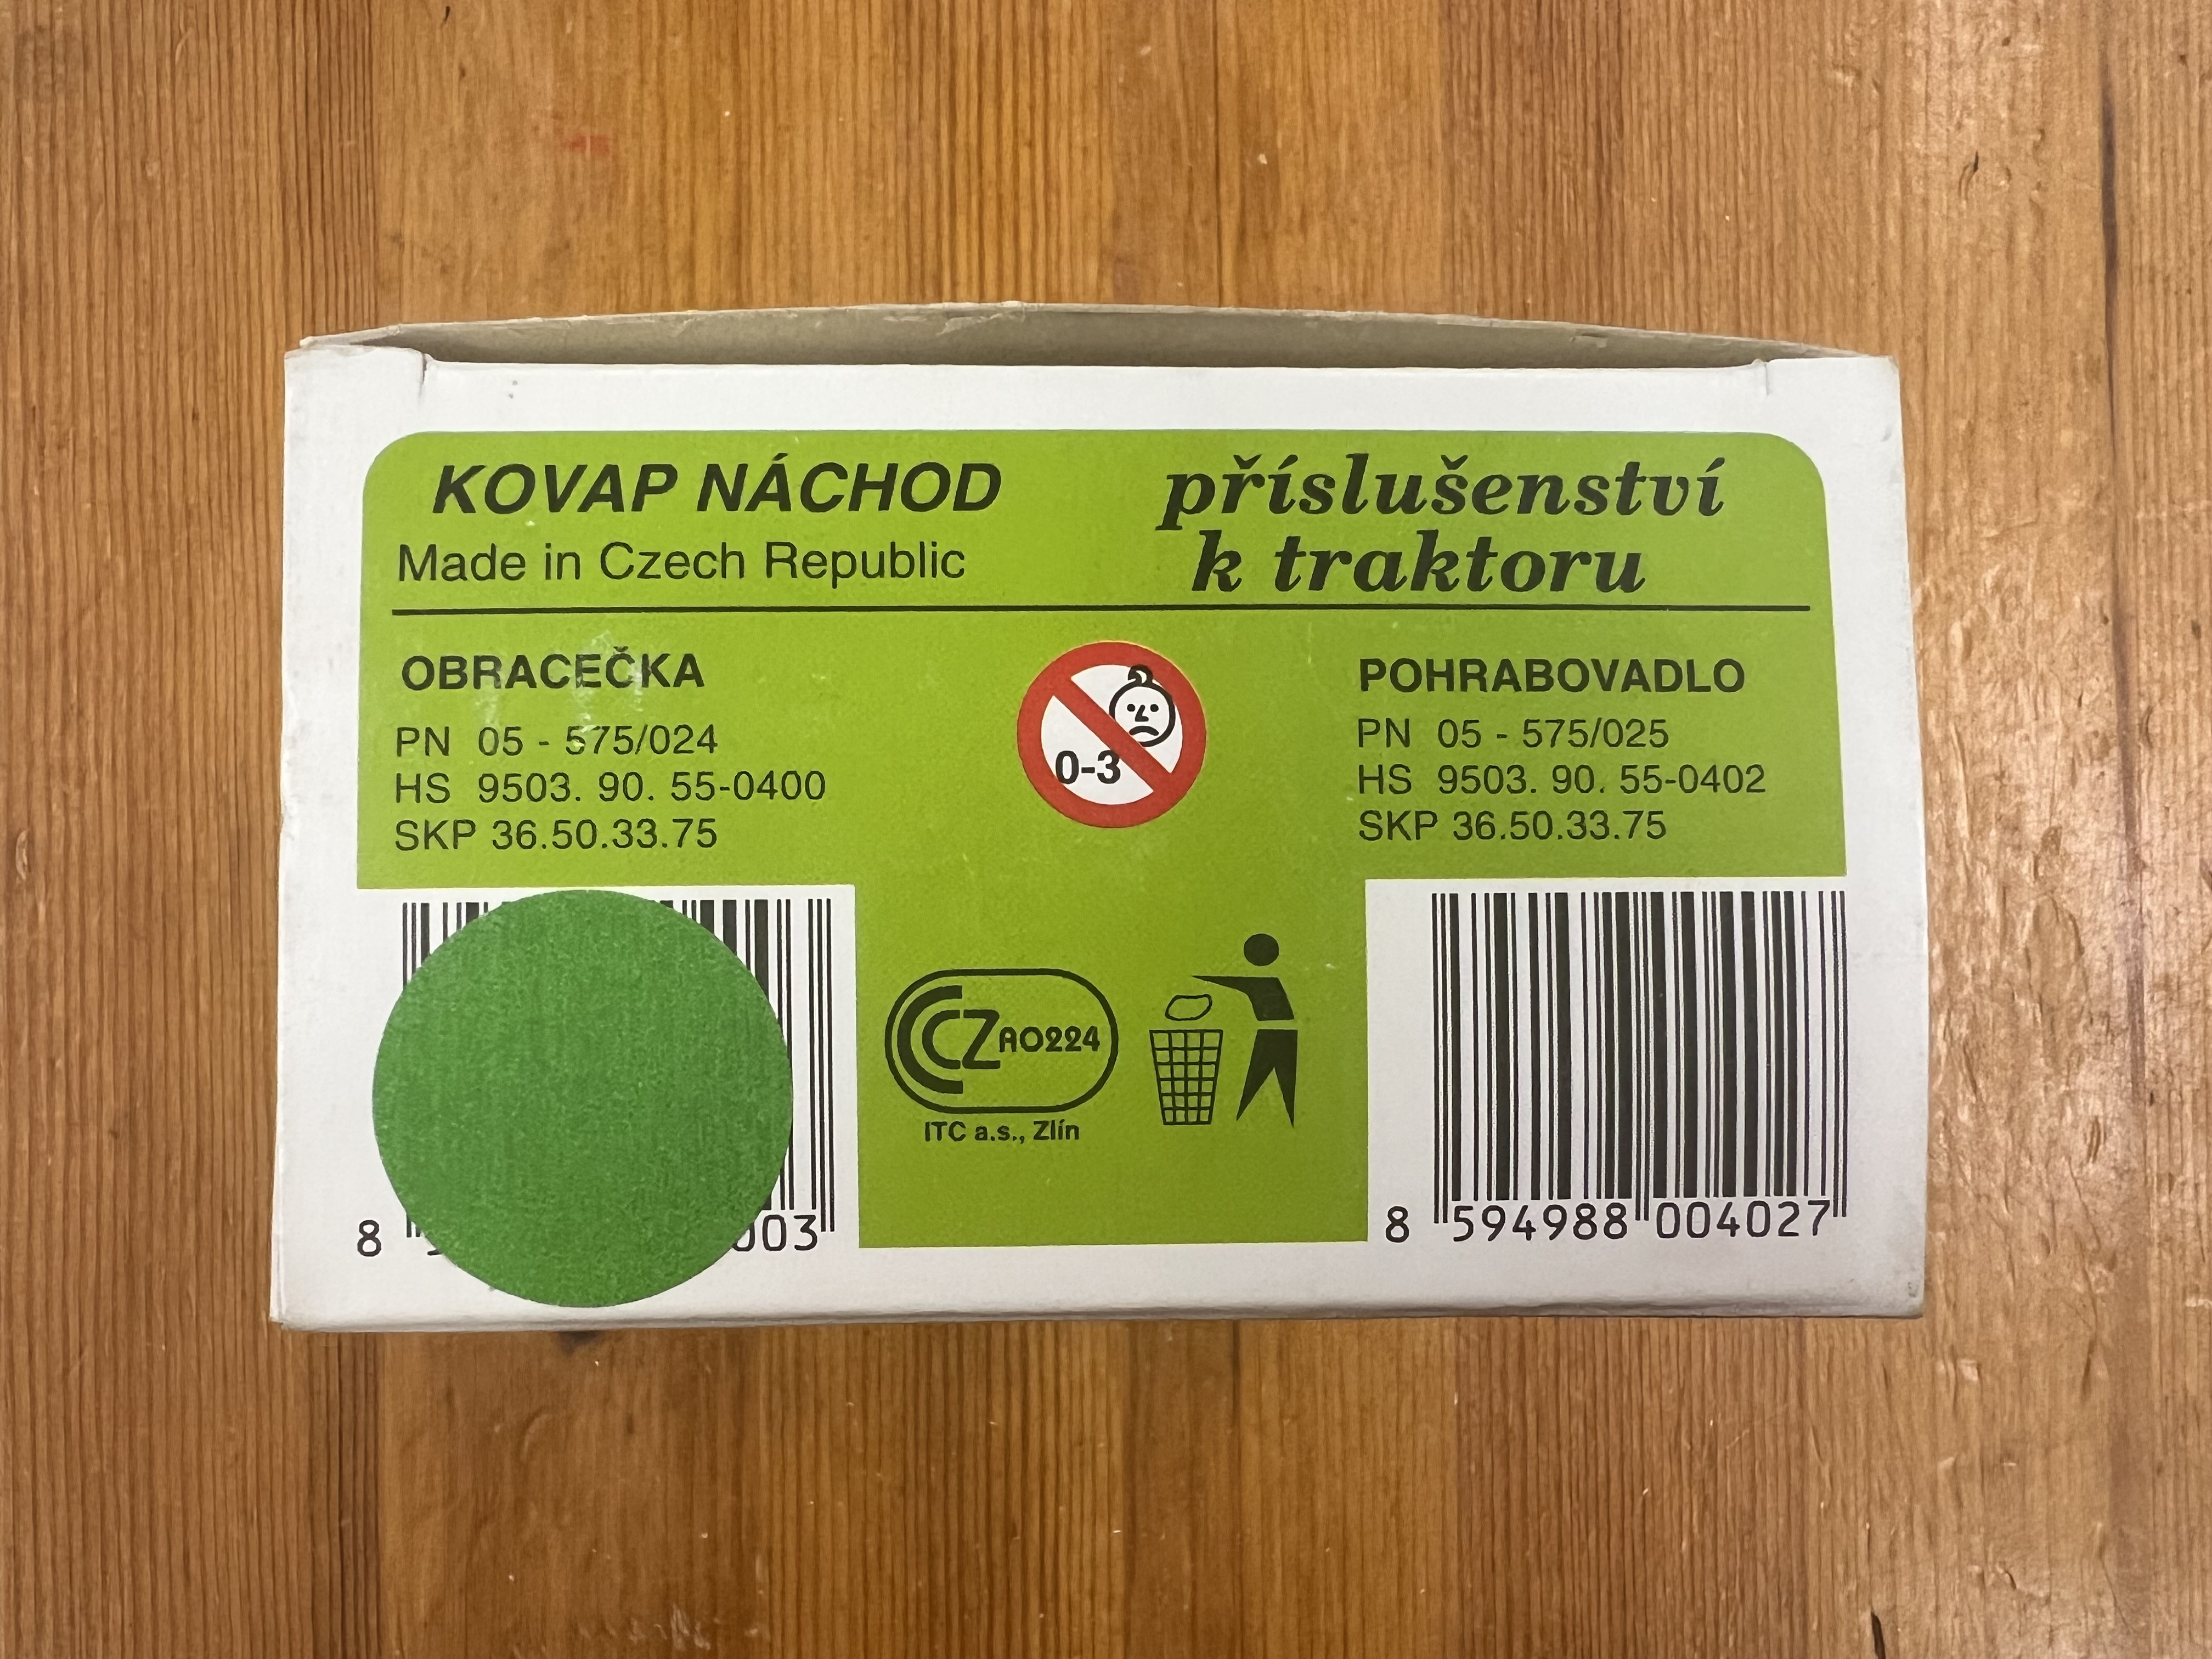 KOVAP NÁCHOD
Made in Czech Republic
příslušenství
k traktoru
OBRACEČKA
PN 05 - 575/024
HS 9503. 90. 55-0400
SKP 36.50.33.75
0-3
POHRABOVADLO
PN 05 - 575/025
HS 9503. 90. 55-0402
SKP 36.50.33.75
CCZ AO224
ITC a.s., Zlín
8
8 594988 004027